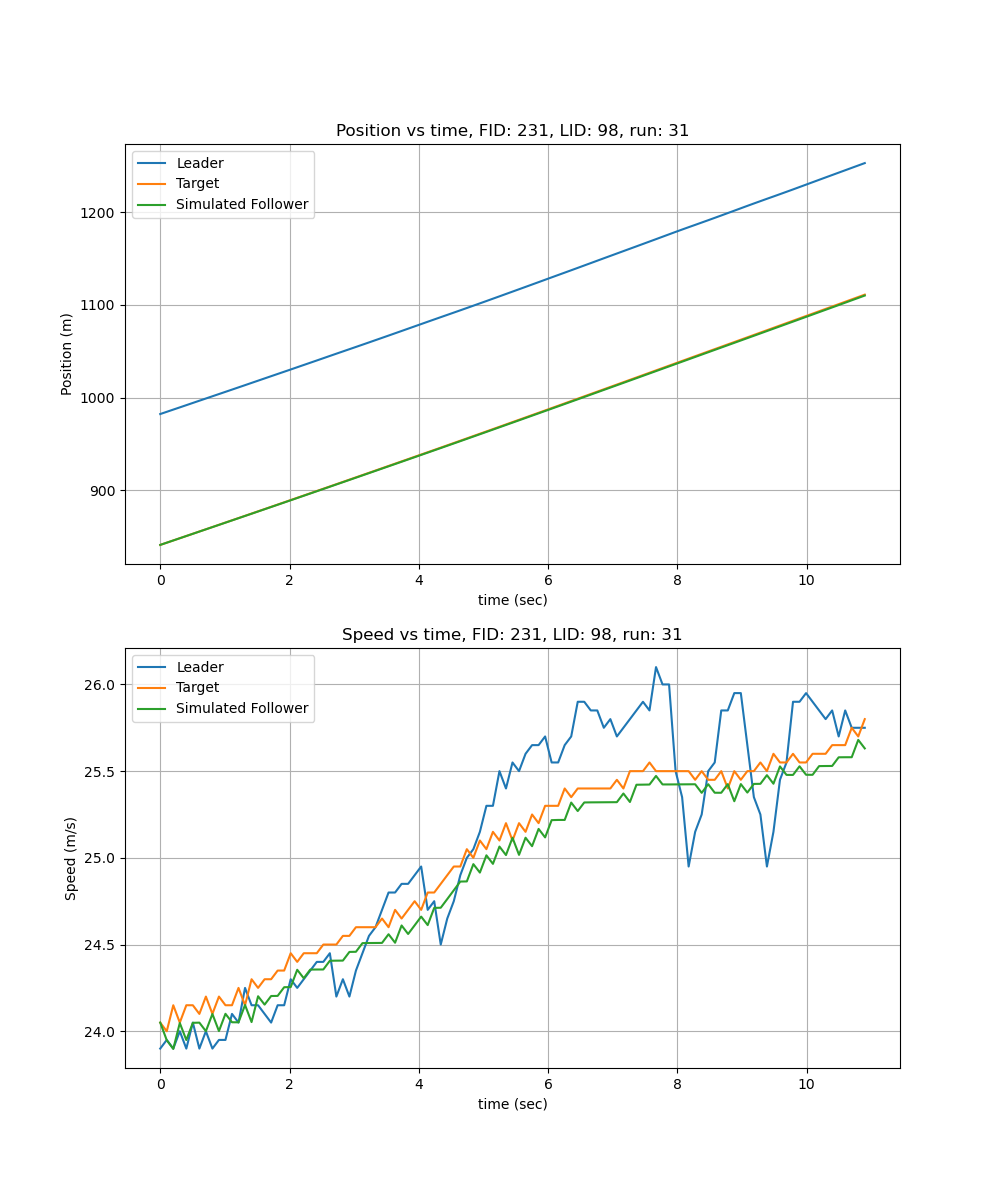 Position vs time, FID: 231, LID: 98, run: 31
Leader
Target
Simulated Follower
1200
1100
1000
900
Position (m)
0 2 4 6 8 10
time (sec)
Speed vs time, FID: 231, LID: 98, run: 31
Leader
Target
Simulated Follower
26.0
25.5
25.0
24.5
24.0
Speed (m/s)
0 2 4 6 8 10
time (sec)